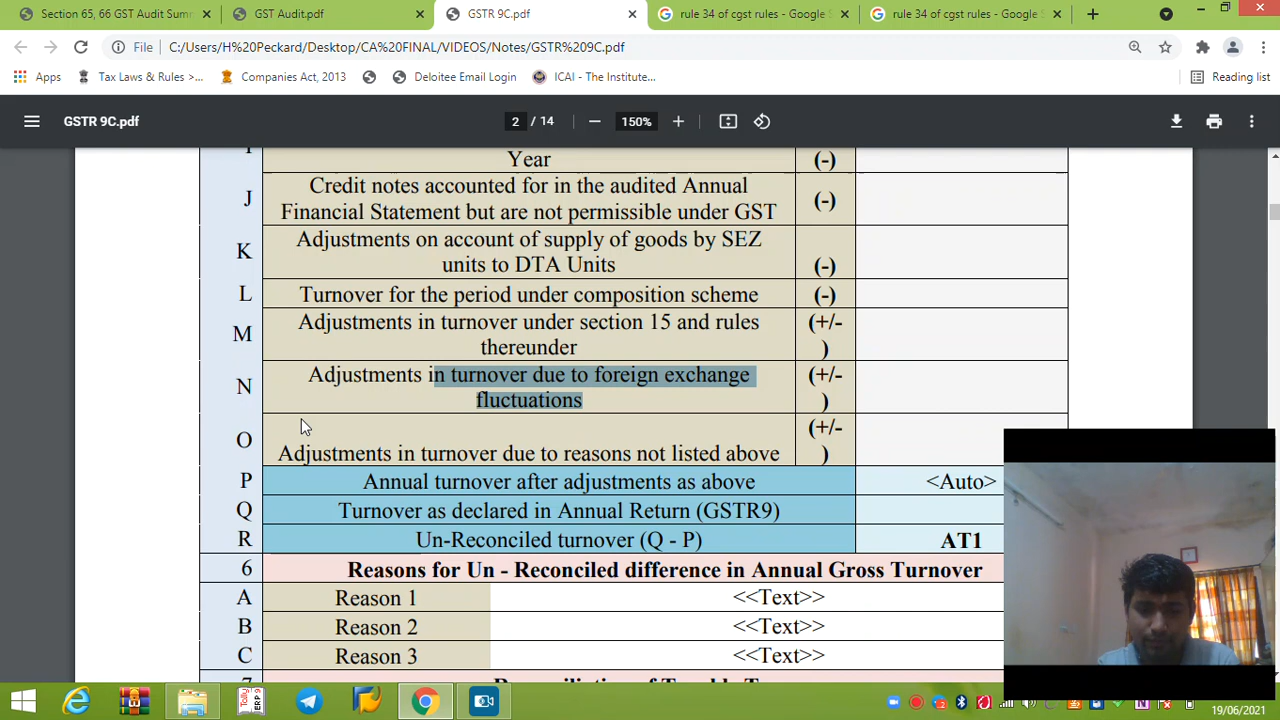 Section 65, 66 GST Audit Summ
GST Audit.pdf
GSTR 9C.pdf
rule 34 of cgst rules - Google S
rule 34 of cgst rules - Google S
File
C:/Users/H%20Peckard/Desktop/CA%20FINAL/VIDEOS/Notes/GSTR%209C.pdf
Apps
Tax Laws & Rules >...
Companies Act, 2013
Deloitee Email Login
ICAI - The Institute...
Reading list
GSTR 9C.pdf
2 / 14
150%
Year (-)
J Credit notes accounted for in the audited Annual
Financial Statement but are not permissible under GST (-)
K Adjustments on account of supply of goods by SEZ
units to DTA Units (-)
L Turnover for the period under composition scheme (-)
M Adjustments in turnover under section 15 and rules (+/-
thereunder )
N Adjustments in turnover due to foreign exchange (+/-
fluctuations )
O (+/-
Adjustments in turnover due to reasons not listed above )
P Annual turnover after adjustments as above <Auto>
Q Turnover as declared in Annual Return (GSTR9)
R Un-Reconciled turnover (Q - P) AT1
6 Reasons for Un - Reconciled difference in Annual Gross Turnover
A Reason 1 <<Text>>
B Reason 2 <<Text>>
C Reason 3 <<Text>>
19/06/2021